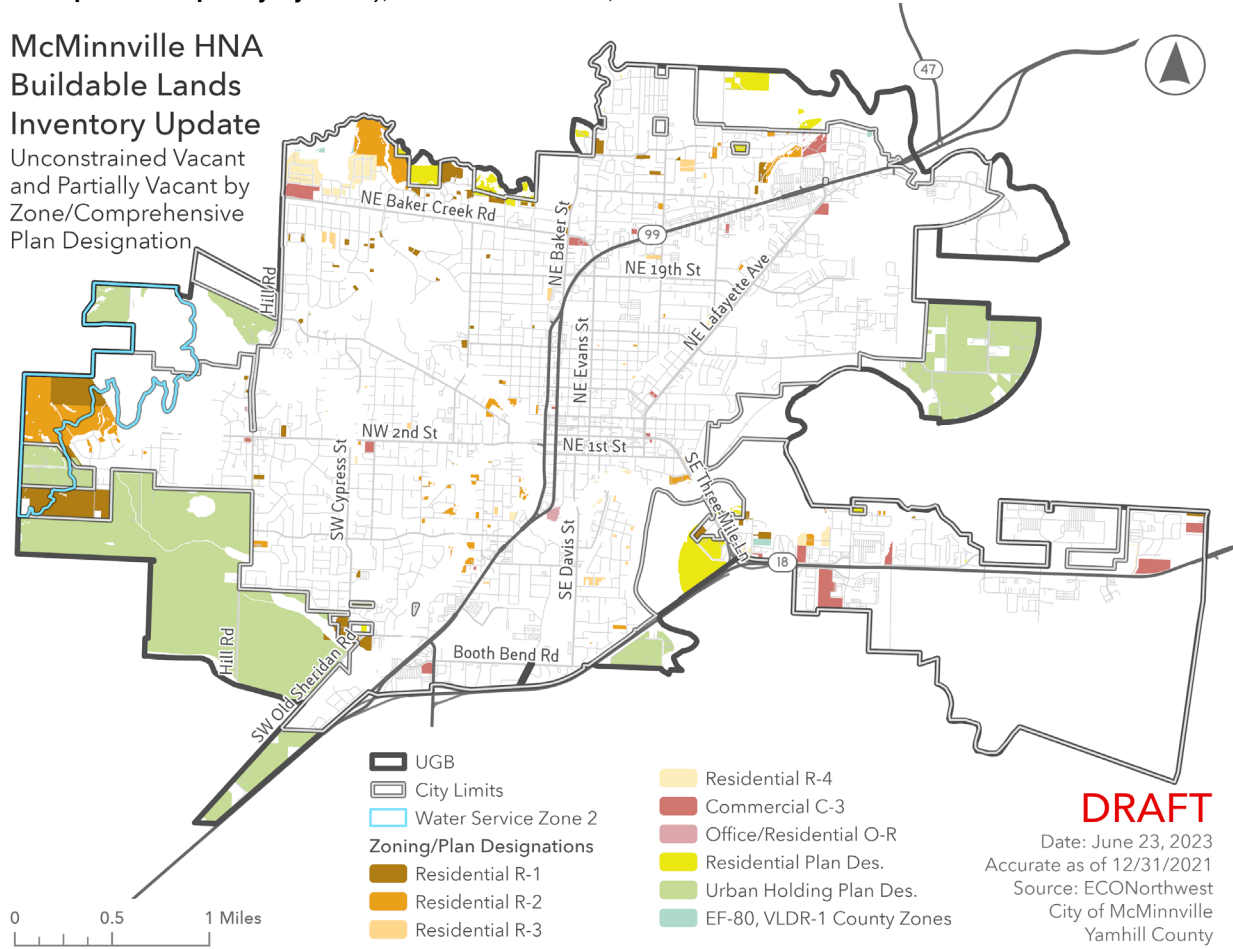 McMinnville HNA
Buildable Lands
Inventory Update
Unconstrained Vacant
and Partially Vacant by
Zone/Comprehensive
Plan Designation
47
NE Baker Creek Rd
NE Baker St
99
NE 19th St
NE Lafayette Ave
Hill Rd
NE Evans St
NW 2nd St
NE 1st St
SW Cypress St
SE Three Mile Ln
SE Davis St
18
Hill Rd
Booth Bend Rd
SW Old Sheridan Rd
UGB
City Limits
Water Service Zone 2
Zoning/Plan Designations
Residential R-1
Residential R-2
Residential R-3
Residential R-4
Commercial C-3
Office/Residential O-R
Residential Plan Des.
Urban Holding Plan Des.
EF-80, VLDR-1 County Zones
DRAFT
Date: June 23, 2023
Accurate as of 12/31/2021
Source: ECONorthwest
City of McMinnville
Yamhill County
0 0.5 1 Miles